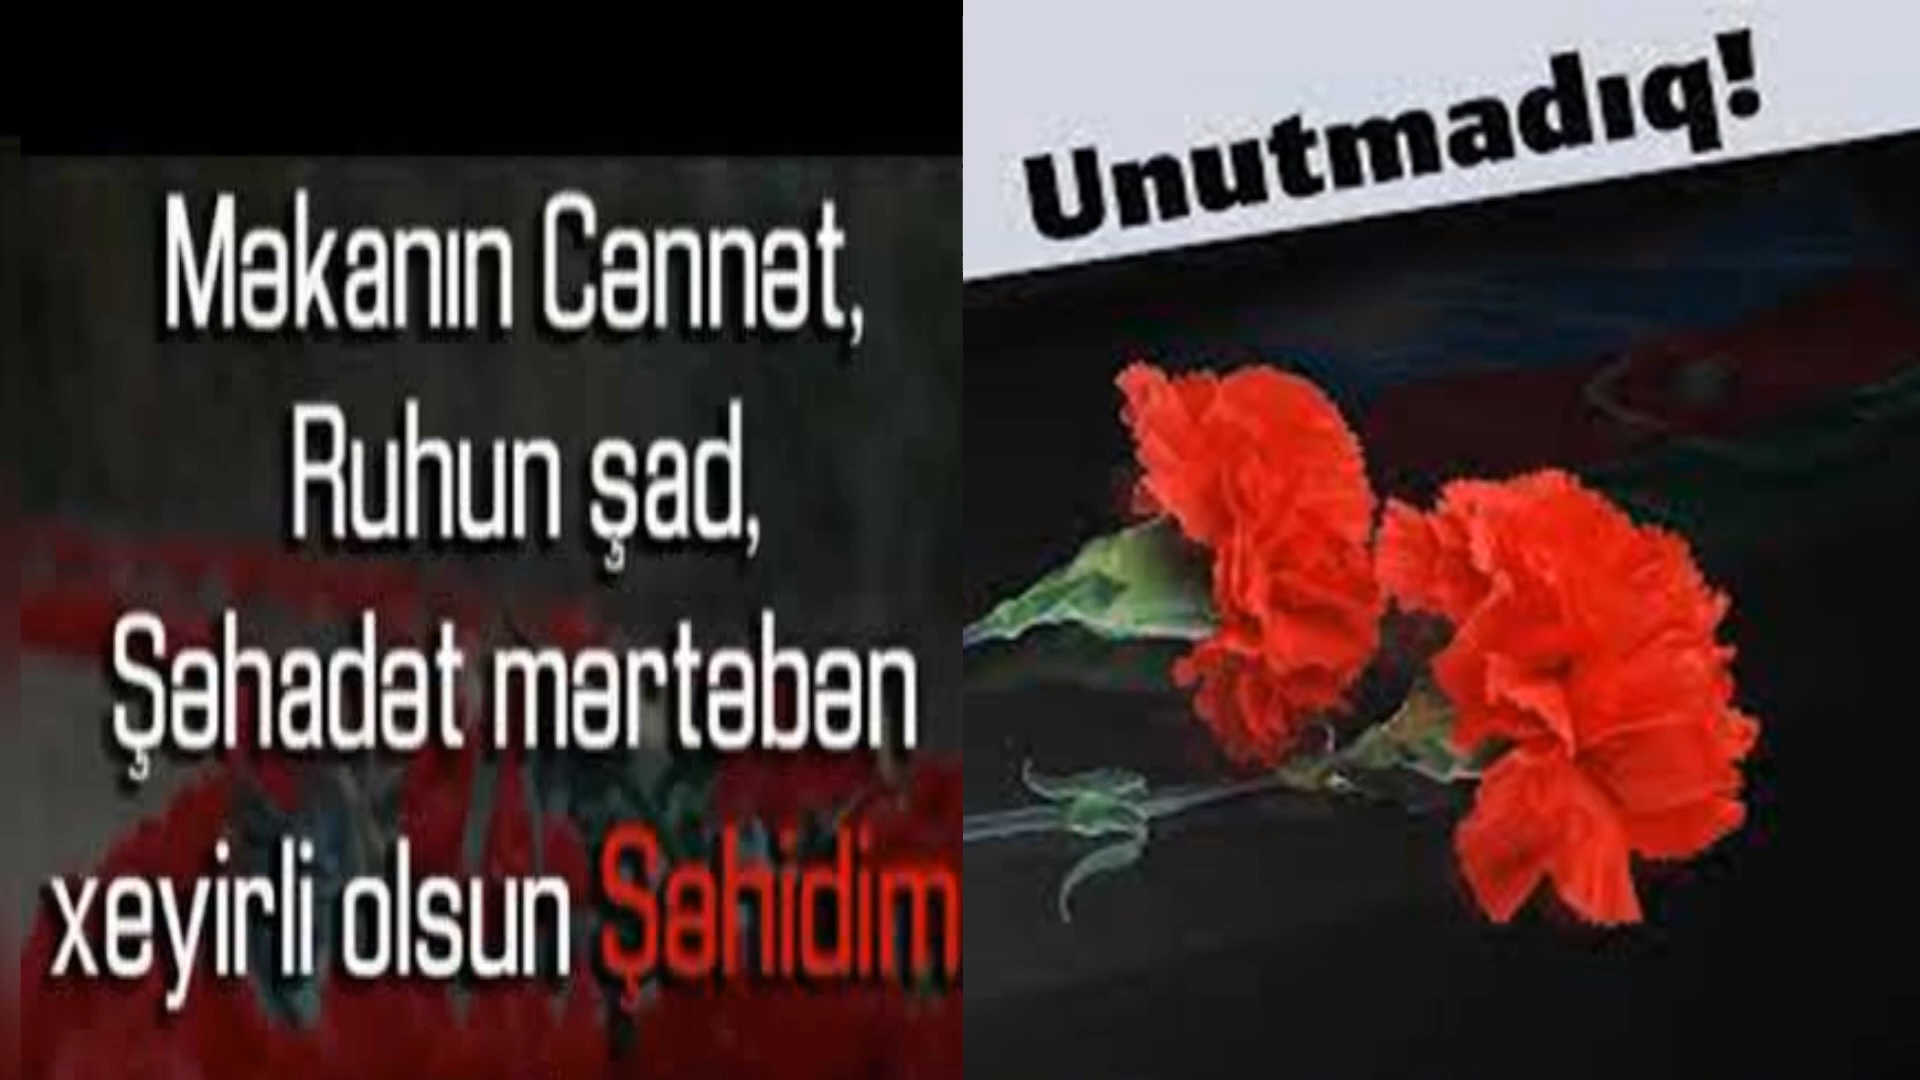 Məkanın Cənnət,
Ruhun şad,
Şəhadət mərtəbən
xeyirli olsun Şəhidim
Unutmadıq!